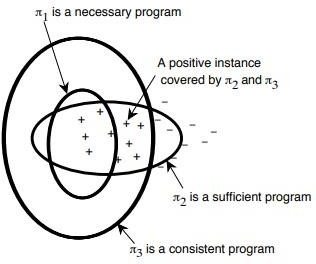 π1 is a necessary program
A positive instance
covered by π2 and π3
π2 is a sufficient program
π3 is a consistent program